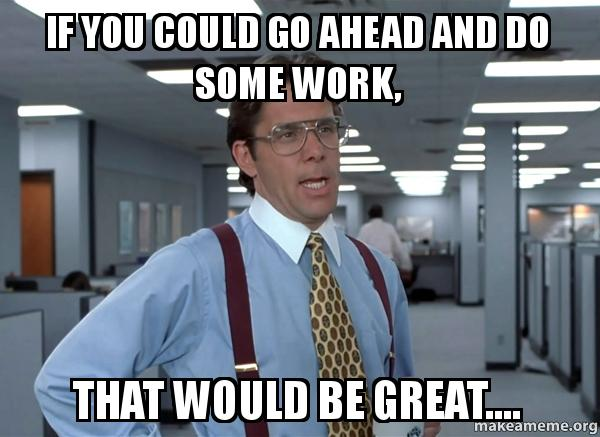 IF YOU COULD GO AHEAD AND DO
SOME WORK,
THAT WOULD BE GREAT....
makeameme.org